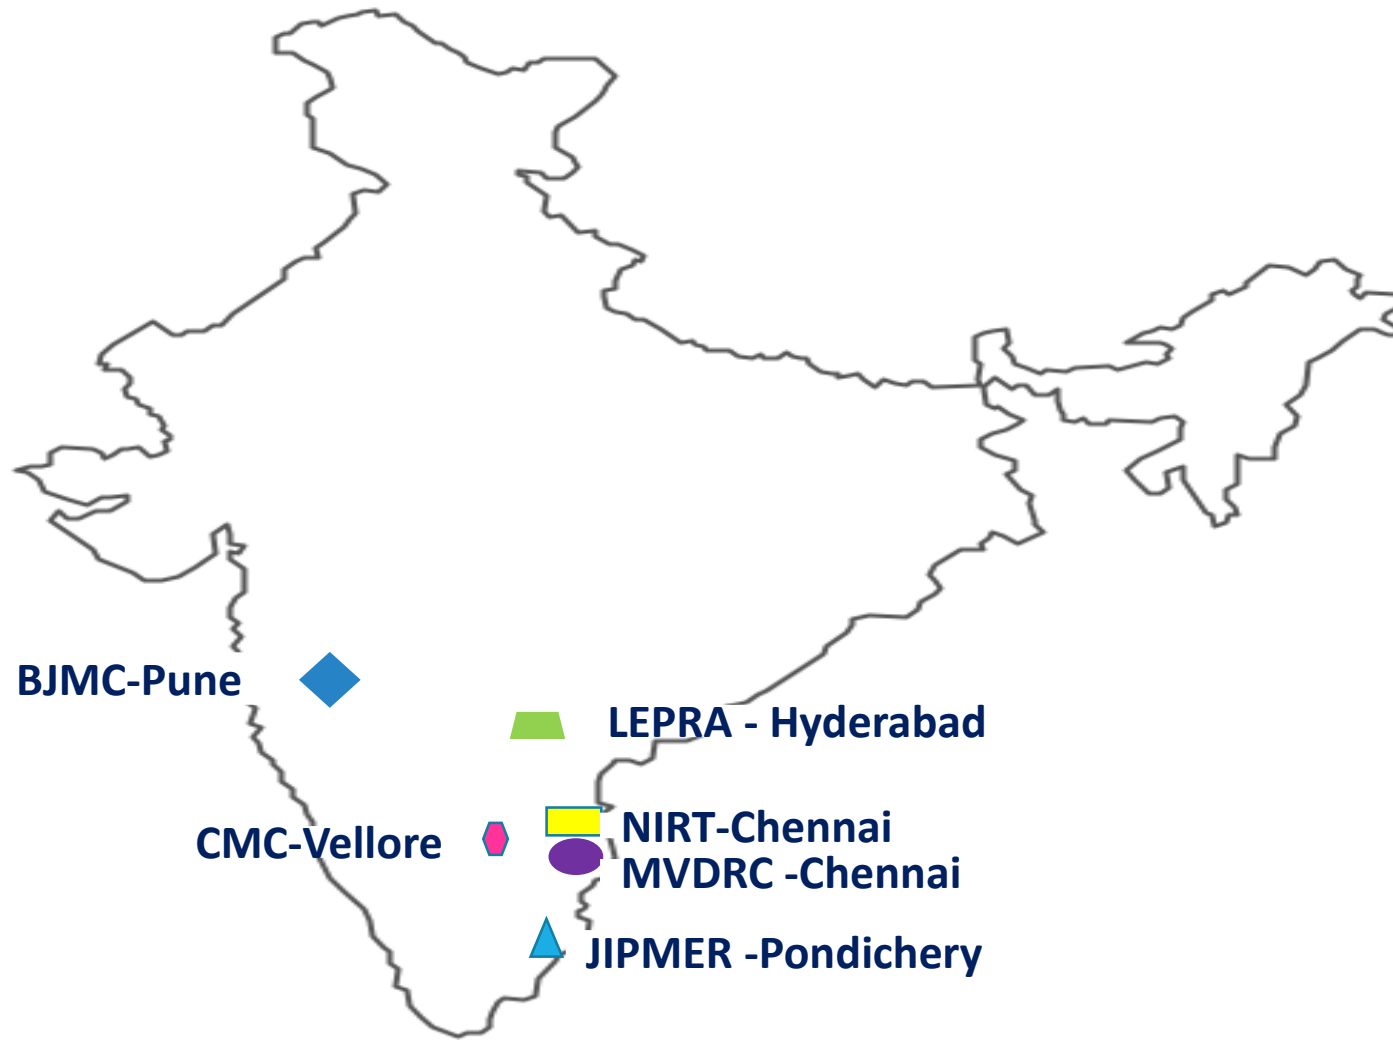 BJMC-Pune
LEPRA - Hyderabad
NIRT-Chennai
CMC-Vellore
MVDRC -Chennai
JIPMER -Pondichery